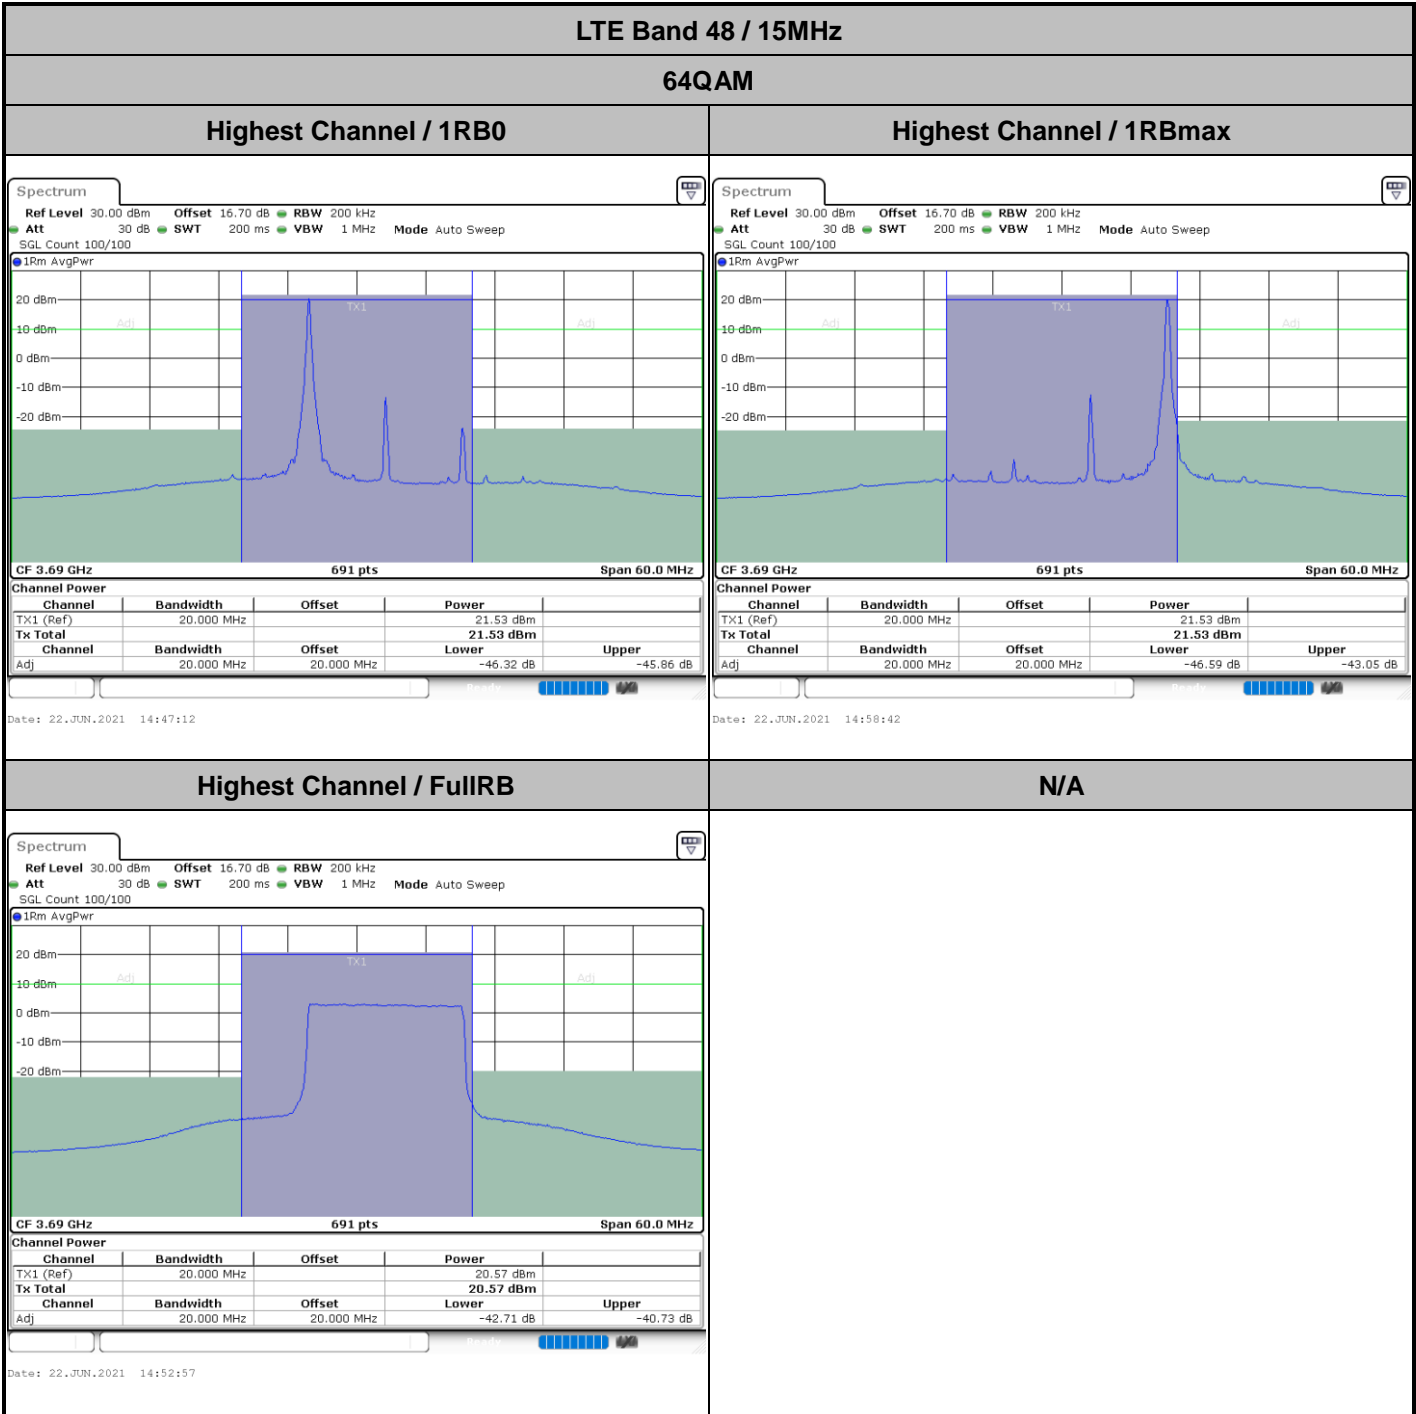 LTE Band 48 / 15MHz
64QAM
Highest Channel / 1RB0
Highest Channel / 1RBmax
Spectrum
Ref Level 30.00 dBm Offset 16.70 dB RBW 200 kHz
Att 30 dB SWT 200 ms VBW 1 MHz Mode Auto Sweep
SGL Count 100/100
1Rm AvgPwr
TX1
20 dBm
Adj
Adj
10 dBm
0 dBm
-10 dBm
-20 dBm
CF 3.69 GHz 691 pts Span 60.0 MHz
Channel Power
Channel Bandwidth Offset Power
TX1 (Ref) 20.000 MHz 21.53 dBm
Tx Total 21.53 dBm
Channel Bandwidth Offset Lower Upper
Adj 20.000 MHz 20.000 MHz -46.32 dB -45.86 dB
Ready
Date: 22.JUN.2021 14:47:12
Spectrum
Ref Level 30.00 dBm Offset 16.70 dB RBW 200 kHz
Att 30 dB SWT 200 ms VBW 1 MHz Mode Auto Sweep
SGL Count 100/100
1Rm AvgPwr
TX1
20 dBm
Adj
Adj
10 dBm
0 dBm
-10 dBm
-20 dBm
CF 3.69 GHz 691 pts Span 60.0 MHz
Channel Power
Channel Bandwidth Offset Power
TX1 (Ref) 20.000 MHz 21.53 dBm
Tx Total 21.53 dBm
Channel Bandwidth Offset Lower Upper
Adj 20.000 MHz 20.000 MHz -46.59 dB -43.05 dB
Ready
Date: 22.JUN.2021 14:58:42
Highest Channel / FullRB
N/A
Spectrum
Ref Level 30.00 dBm Offset 16.70 dB RBW 200 kHz
Att 30 dB SWT 200 ms VBW 1 MHz Mode Auto Sweep
SGL Count 100/100
1Rm AvgPwr
20 dBm
TX1
Adj
Adj
10 dBm
0 dBm
-10 dBm
-20 dBm
CF 3.69 GHz 691 pts Span 60.0 MHz
Channel Power
Channel Bandwidth Offset Power
TX1 (Ref) 20.000 MHz 20.57 dBm
Tx Total 20.57 dBm
Channel Bandwidth Offset Lower Upper
Adj 20.000 MHz 20.000 MHz -42.71 dB -40.73 dB
Ready
Date: 22.JUN.2021 14:52:57